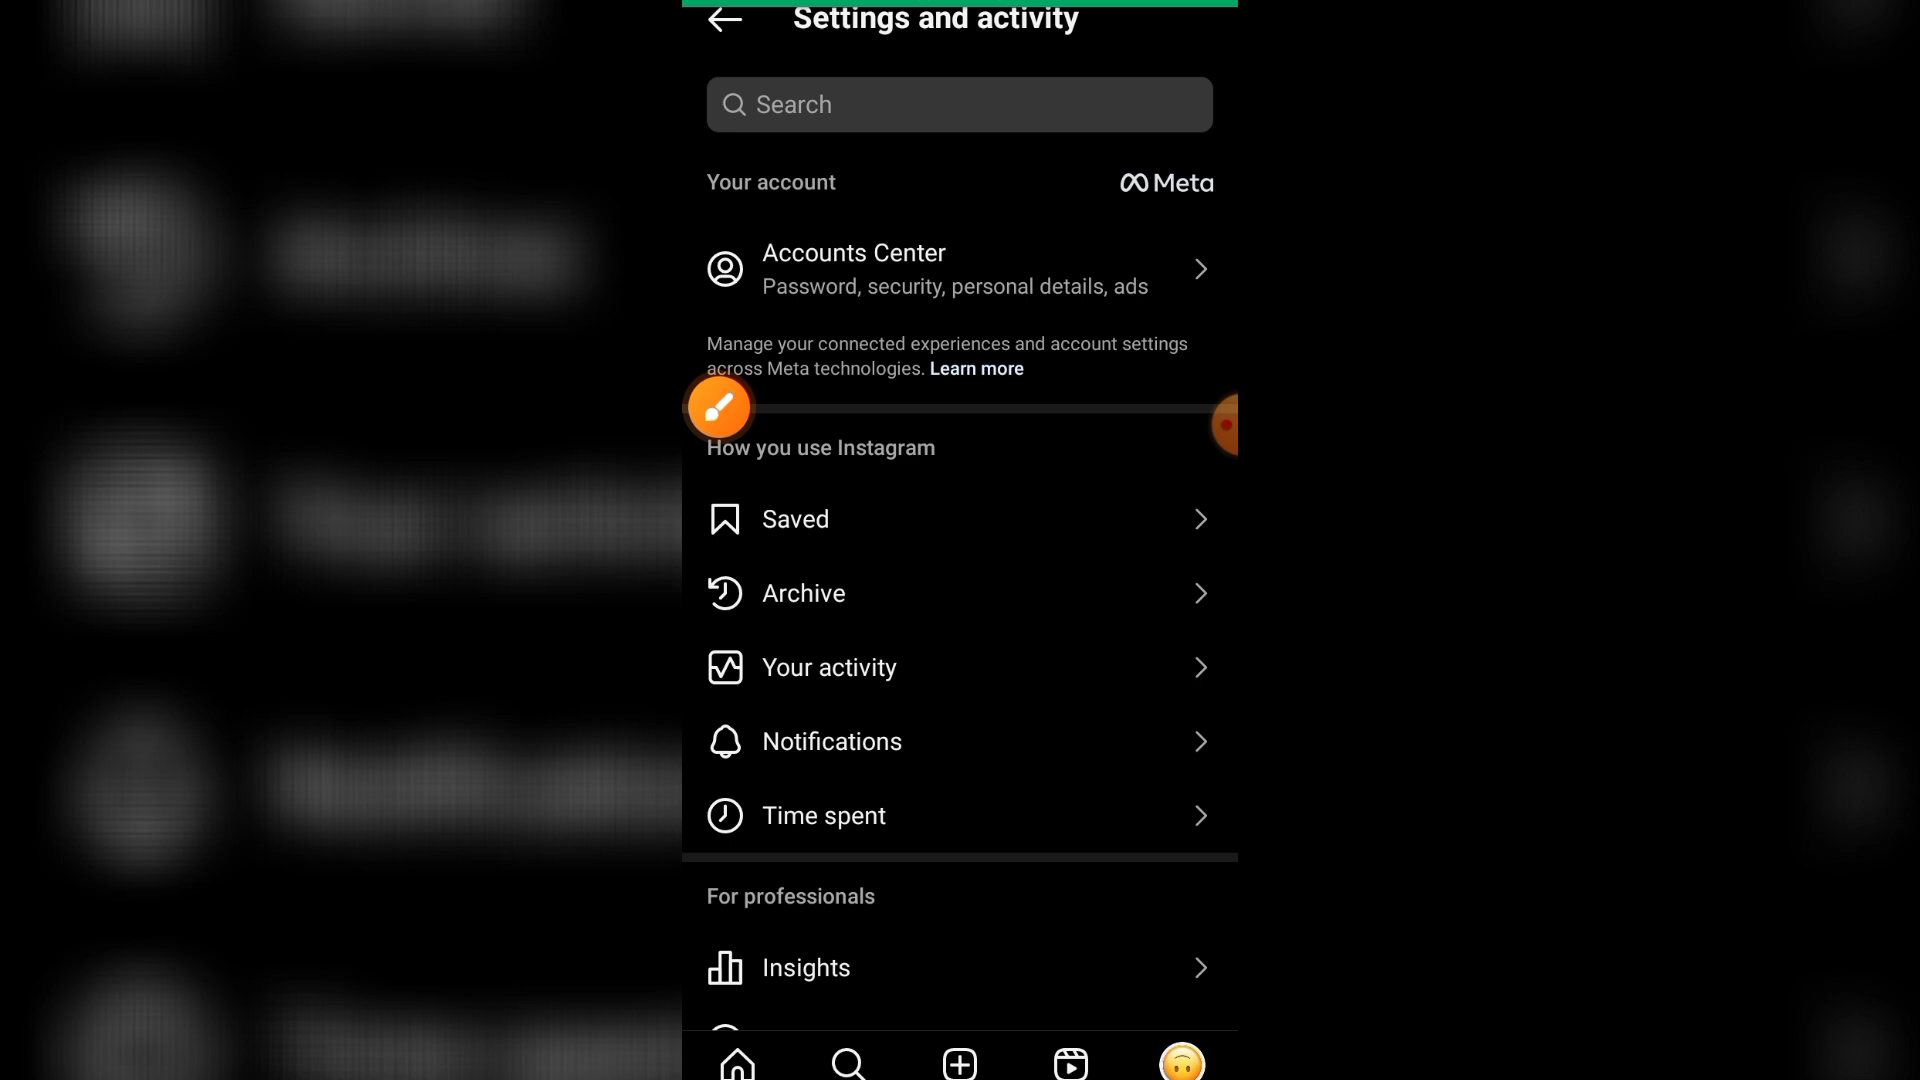 Settings and activity
Search
Your account
Meta
Accounts Center
Password, security, personal details, ads
Manage your connected experiences and account settings
across Meta technologies. Learn more
How you use Instagram
Saved
Archive
Your activity
Notifications
Time spent
For professionals
Insights